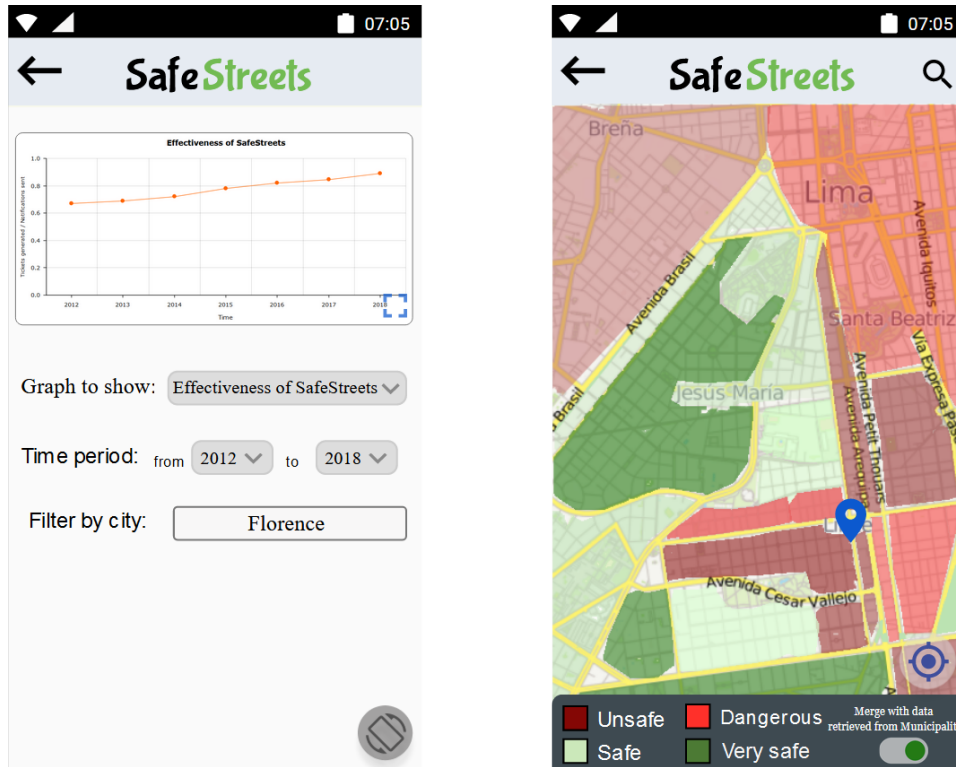 07:05
SafeStreets
Effectiveness of SafeStreets
Tickets generated / Notifications sent
1.0
0.8
0.6
0.4
0.2
0.0
2012 2013 2014 2015 2016 2017 2018
Time
Graph to show: Effectiveness of SafeStreets
Time period: from 2012 to 2018
Filter by city: Florence
07:05
SafeStreets
Breña
Lima
Avenida Iquitos
Avenida Brasil
Santa Beatriz
Via Expresa Pas
Jesús María
Brasil
Avenida Petit Thouars
Avenida Arequipa
Avenida Cesar Vallejo
A
Unsafe Dangerous
Merge with data
retrieved from Municipalit
Safe Very safe